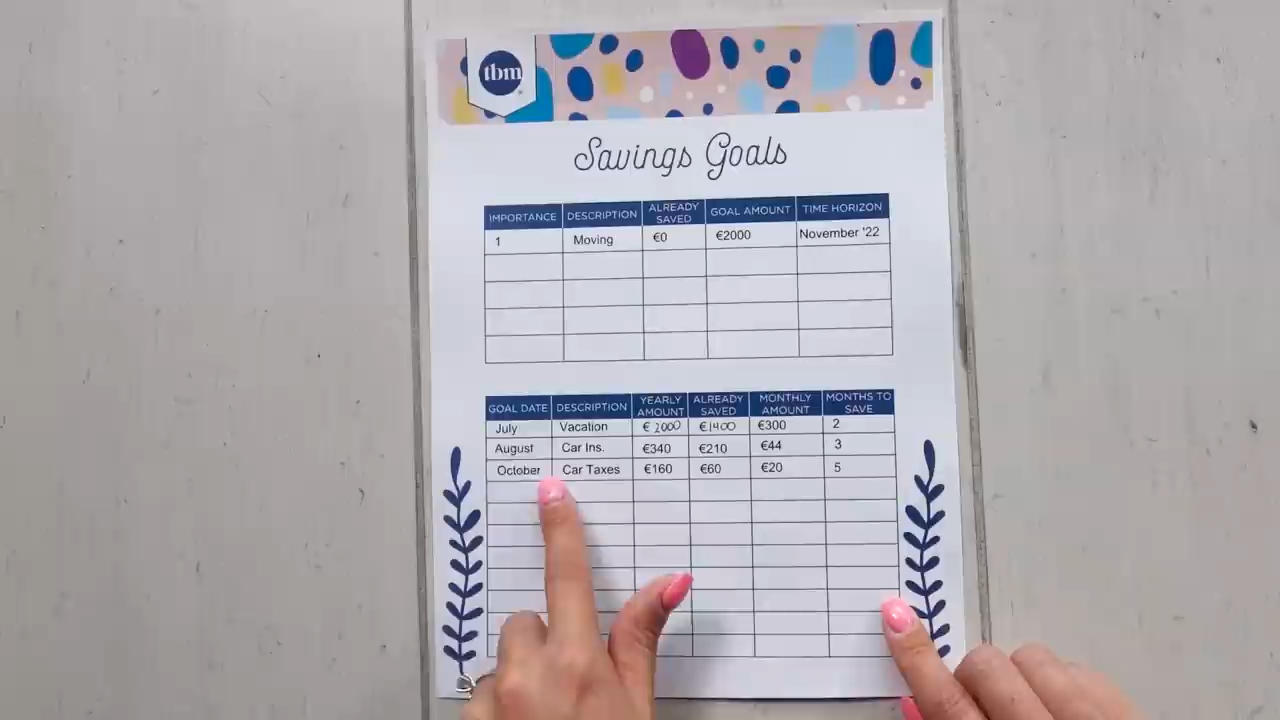 tbm
Savings Goals
IMPORTANCE DESCRIPTION ALREADY SAVED GOAL AMOUNT TIME HORIZON
1 Moving €0 €2000 November '22
GOAL DATE DESCRIPTION YEARLY AMOUNT ALREADY SAVED MONTHLY AMOUNT MONTHS TO SAVE
July Vacation € 2000 €1400 €300 2
August Car Ins. €340 €210 €44 3
October Car Taxes €160 €60 €20 5